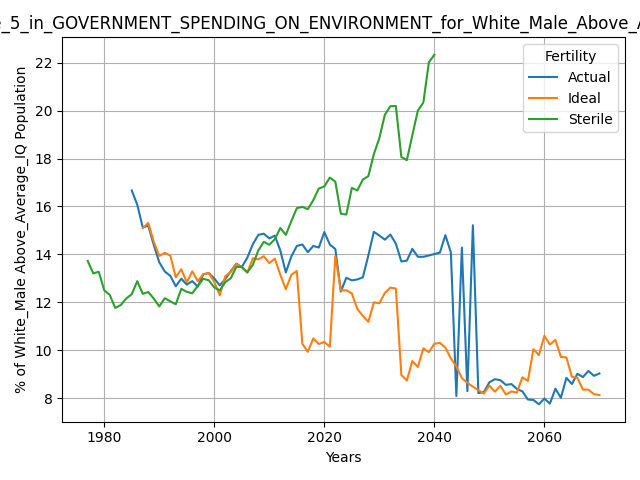 _5_in_GOVERNMENT_SPENDING_ON_ENVIRONMENT_for_White_Male_Above_
Fertility
Actual
Ideal
Sterile
% of White_Male Above_Average_IQ Population
22
20
18
16
14
12
10
8
1980 2000 2020 2040 2060
Years